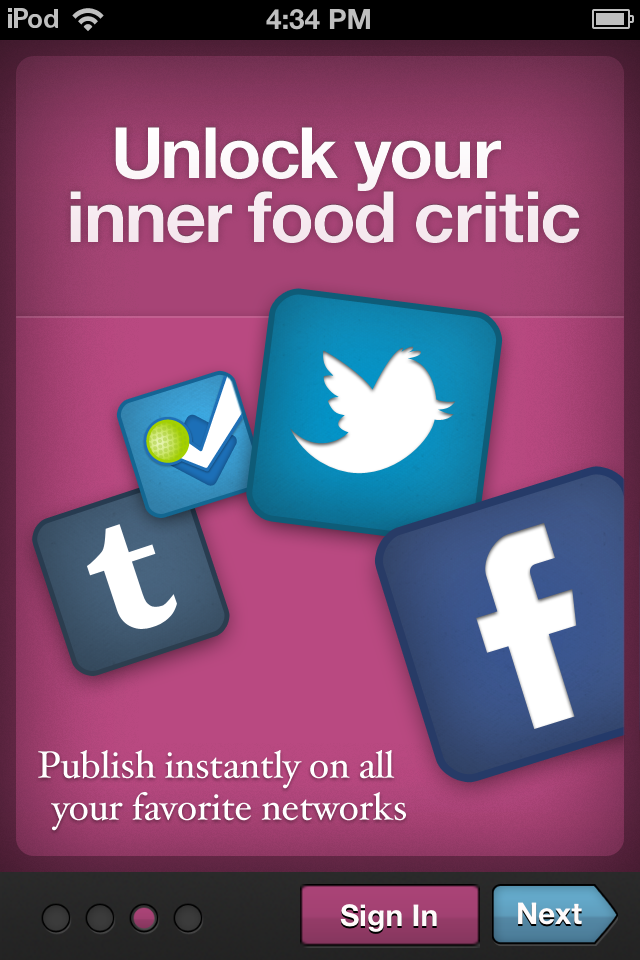 iPod 4:34 PM
Unlock your
inner food critic
t
f
Publish instantly on all
your favorite networks
Sign In Next